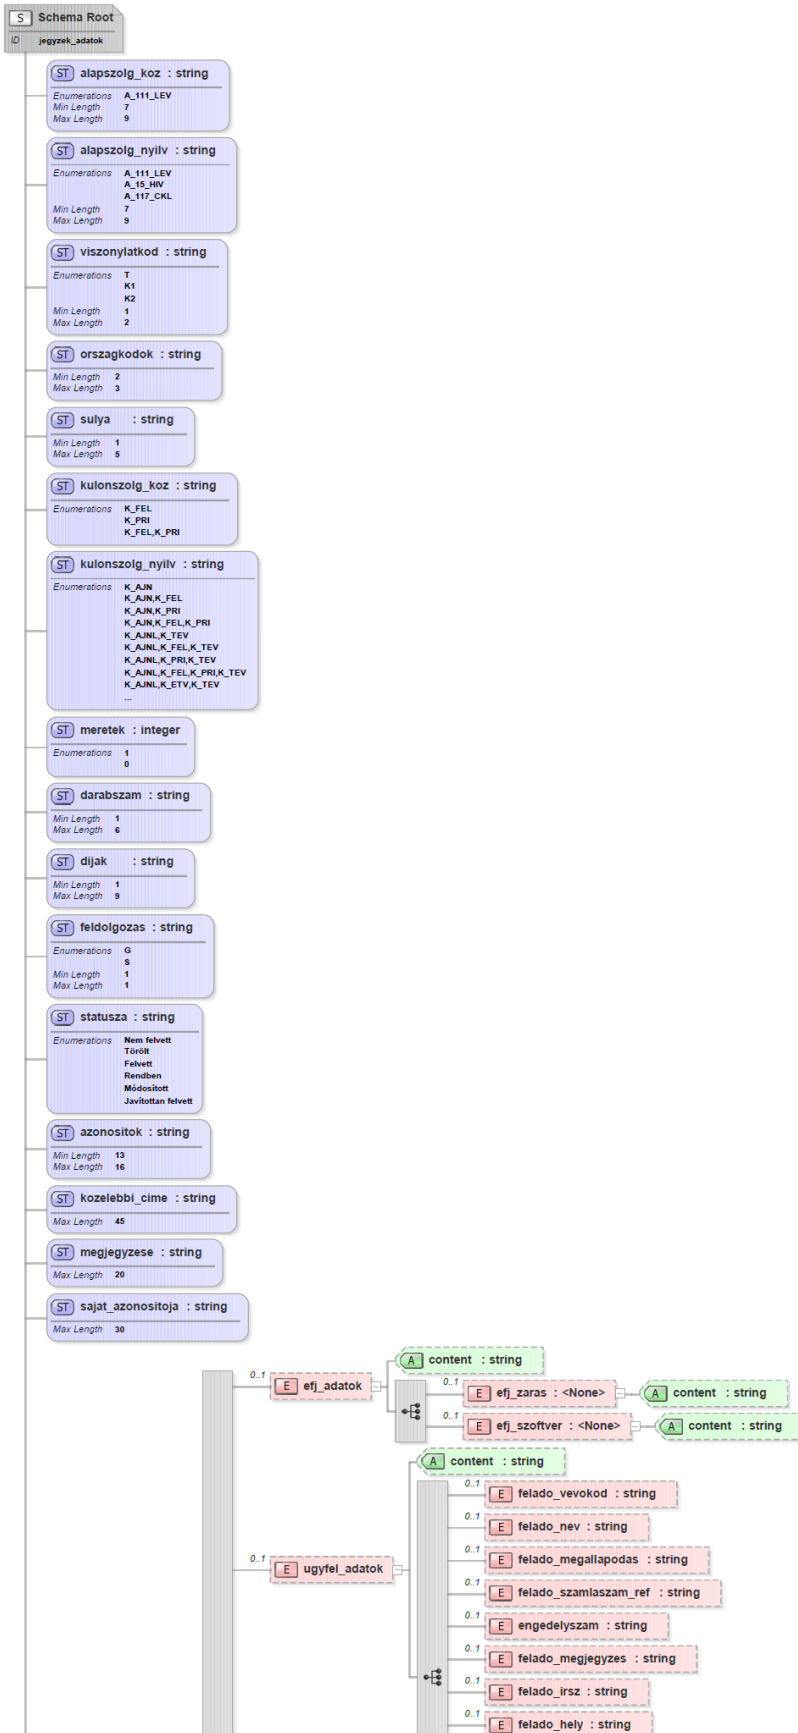 S Schema Root
ID jegyzek_adatok
ST alapszolg_koz : string
Enumerations A_111_LEV
Min Length 7
Max Length 9
ST alapszolg_nyilv : string
Enumerations A_111_LEV
A_15_HIV
A_117_CKL
Min Length 7
Max Length 9
ST viszonylatkod : string
Enumerations T
K1
K2
Min Length 1
Max Length 2
ST orszagkodok : string
Min Length 2
Max Length 3
ST sulya : string
Min Length 1
Max Length 5
ST kulonszolg_koz : string
Enumerations K_FEL
K_PRI
K_FEL,K_PRI
ST kulonszolg_nyilv : string
Enumerations K_AJN
K_AJN,K_FEL
K_AJN,K_PRI
K_AJN,K_FEL,K_PRI
K_AJNL,K_TEV
K_AJNL,K_FEL,K_TEV
K_AJNL,K_PRI,K_TEV
K_AJNL,K_FEL,K_PRI,K_TEV
K_AJNL,K_ETV,K_TEV
...
ST meretek : integer
Enumerations 1
0
ST darabszam : string
Min Length 1
Max Length 6
ST dijak : string
Min Length 1
Max Length 9
ST feldolgozas : string
Enumerations G
S
Min Length 1
Max Length 1
ST statusza : string
Enumerations Nem felvett
Törölt
Felvett
Rendben
Módosított
Javítottan felvett
ST azonositok : string
Min Length 13
Max Length 16
ST kozelebbi_cime : string
Max Length 45
ST megjegyzese : string
Max Length 20
ST sajat_azonositoja : string
Max Length 30
A content : string
0..1 E efj_adatok
0..1 E efj_zaras : <None> A content : string
0..1 E efj_szoftver : <None> A content : string
A content : string
0..1 E felado_vevokod : string
0..1 E felado_nev : string
0..1 E felado_megallapodas : string
0..1 E ugyfel_adatok
0..1 E felado_szamlaszam_ref : string
0..1 E engedelyszam : string
0..1 E felado_megjegyzes : string
0..1 E felado_irsz : string
0..1 E felado_hely : string